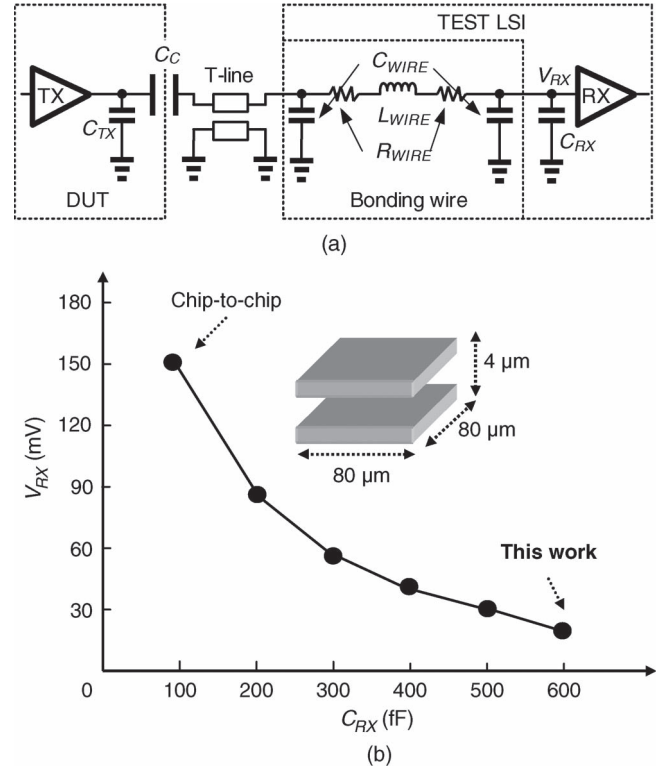 TEST LSI
C_C
T-line
C_WIRE
V_RX
TX
RX
C_TX
L_WIRE
C_RX
R_WIRE
DUT
Bonding wire
(a)
180
Chip-to-chip
150
4 μm
120
80 μm
V_RX (mV)
90
80 μm
60
This work
30
0
100 200 300 400 500 600
C_RX (fF)
(b)